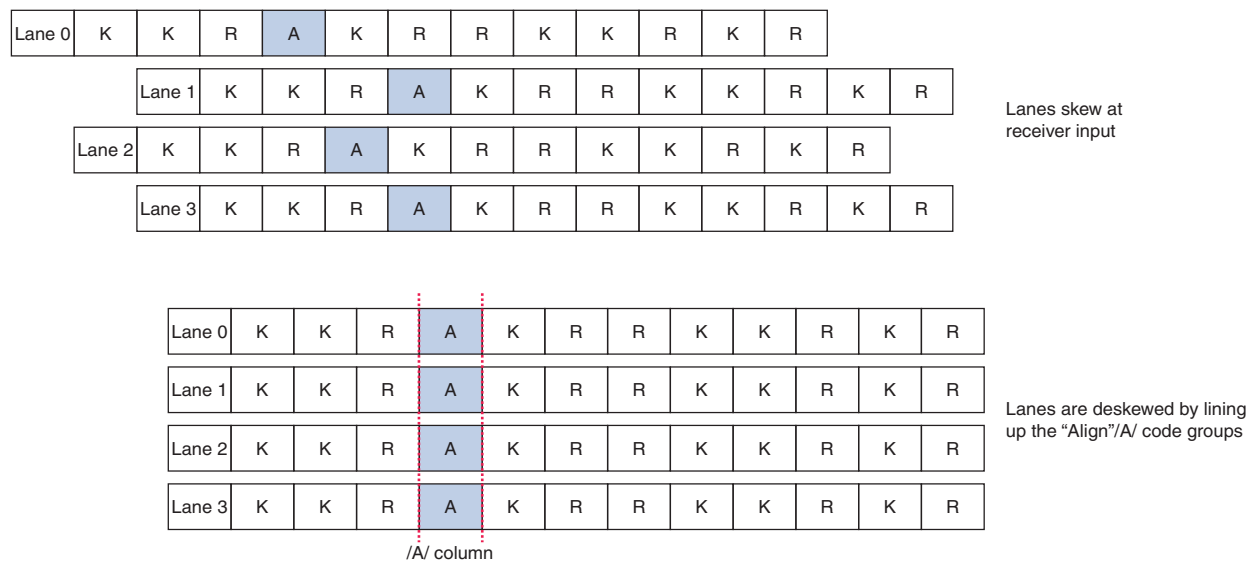 Lane 0 K K R A K R R K K R K R
Lane 1 K K R A K R R K K R K R
Lane 2 K K R A K R R K K R K R
Lane 3 K K R A K R R K K R K R
Lanes skew at
receiver input
Lane 0 K K R A K R R K K R K R
Lane 1 K K R A K R R K K R K R
Lane 2 K K R A K R R K K R K R
Lane 3 K K R A K R R K K R K R
Lanes are deskewed by lining
up the “Align”/A/ code groups
/A/ column